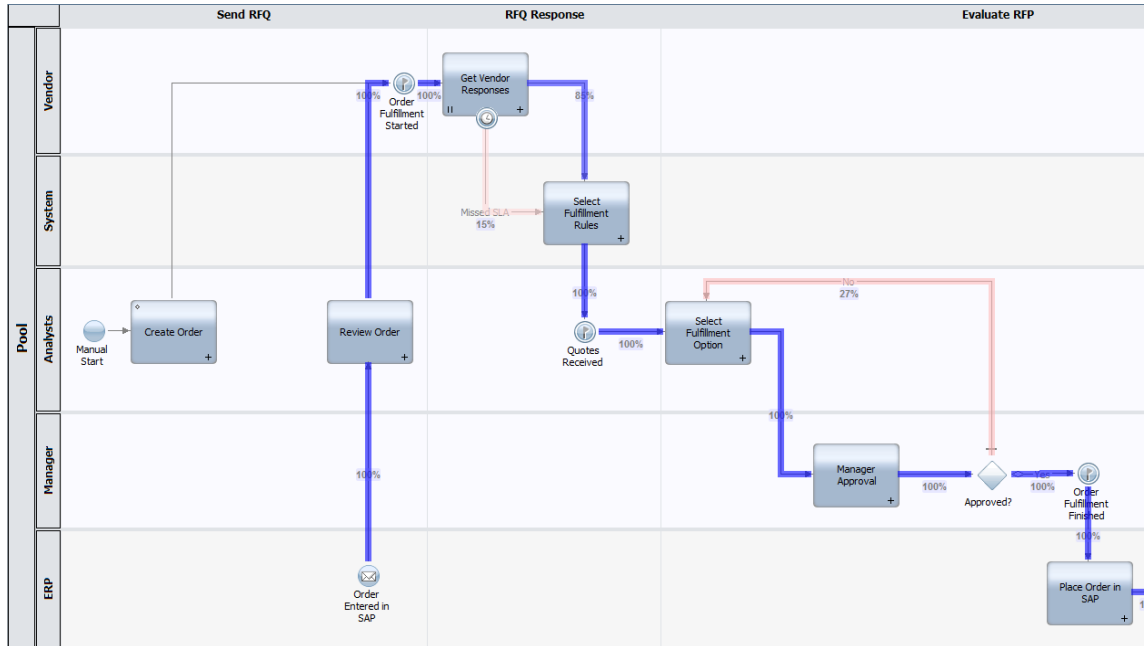 Send RFQ
RFQ Response
Evaluate RFP
Pool
Vendor
System
Analysts
Manager
ERP
100%
Order
Fulfillment
Started
100%
Get Vendor
Responses
85%
Missed SLA
15%
Select
Fulfillment
Rules
100%
Manual
Start
Create Order
Review Order
Quotes
Received
100%
Select
Fulfillment
Option
No
27%
100%
100%
Manager
Approval
100%
Approved?
Yes
100%
Order
Fulfillment
Finished
100%
Order
Entered in
SAP
Place Order in
SAP